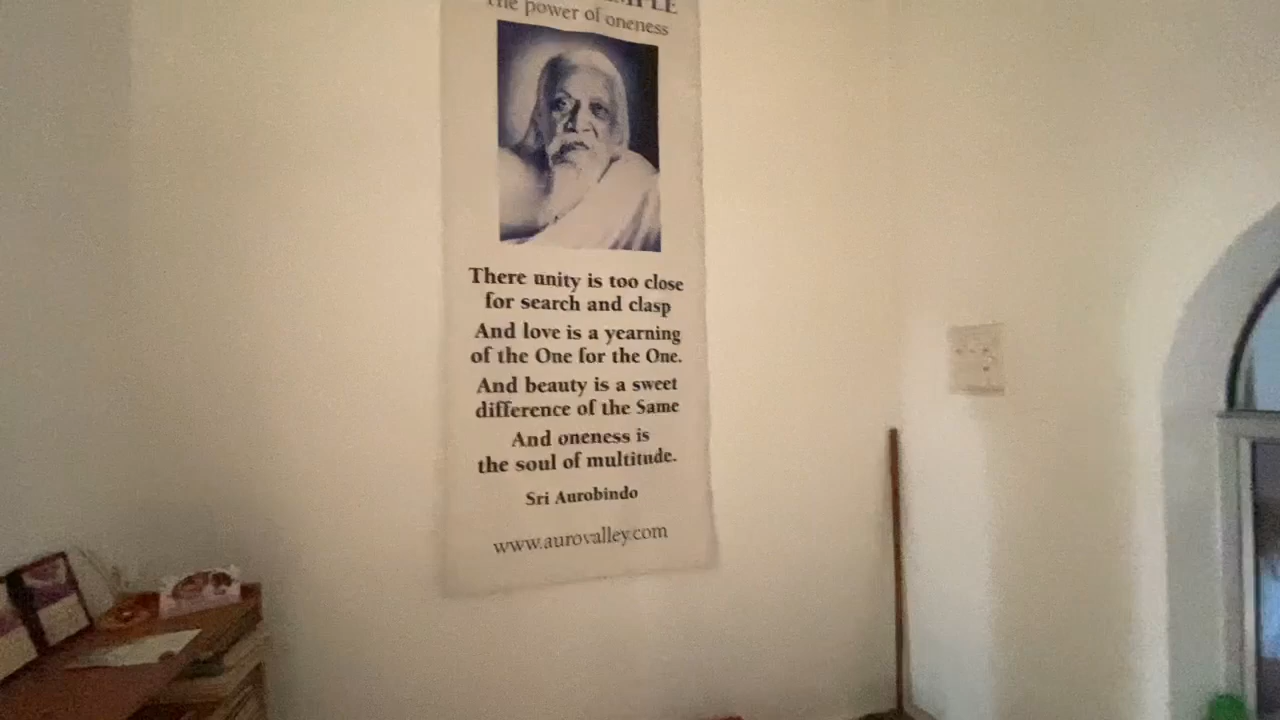 The power of oneness
There unity is too close
for search and clasp
And love is a yearning
of the One for the One.
And beauty is a sweet
difference of the Same
And oneness is
the soul of multitude.
Sri Aurobindo
www.aurovalley.com